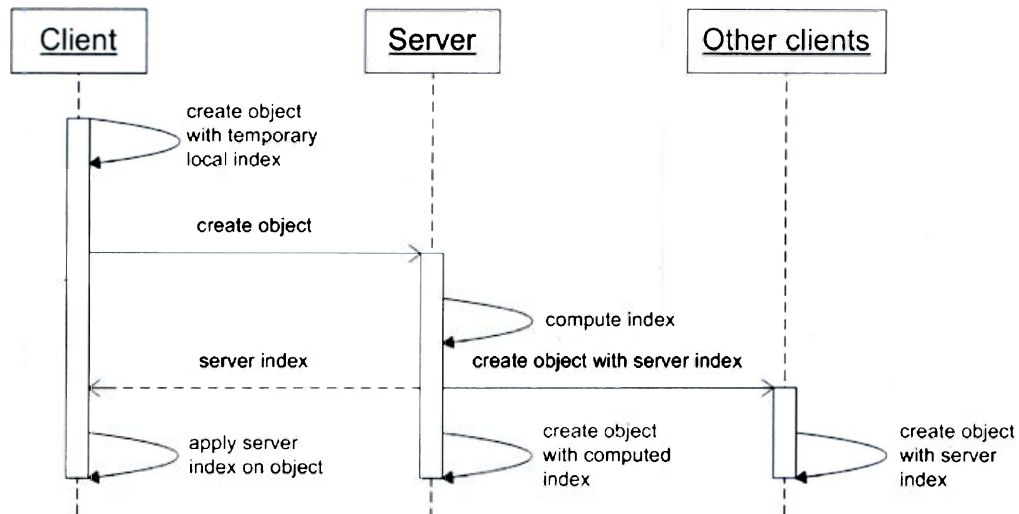 Client
Server
Other clients
create object
with temporary
local index
create object
compute index
server index
create object with server index
apply server
index on object
create object
with computed
index
create object
with server
index